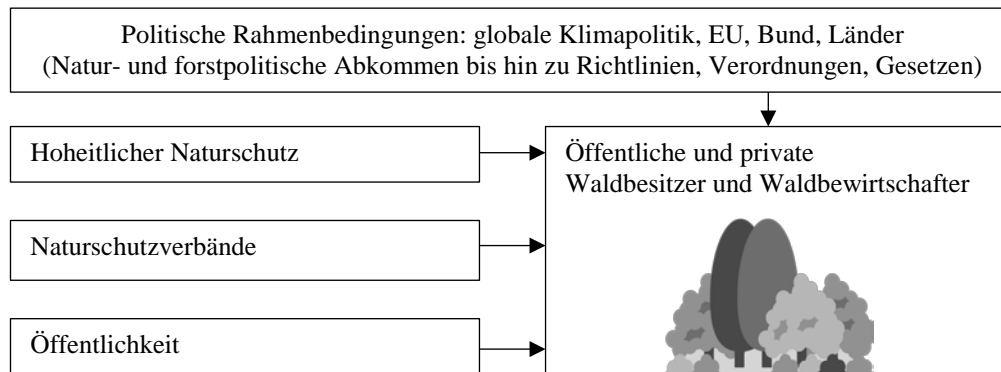 Politische Rahmenbedingungen: globale Klimapolitik, EU, Bund, Länder
(Natur- und forstpolitische Abkommen bis hin zu Richtlinien, Verordnungen, Gesetzen)
Hoheitlicher Naturschutz
Öffentliche und private
Waldbesitzer und Waldbewirtschafter
Naturschutzverbände
Öffentlichkeit